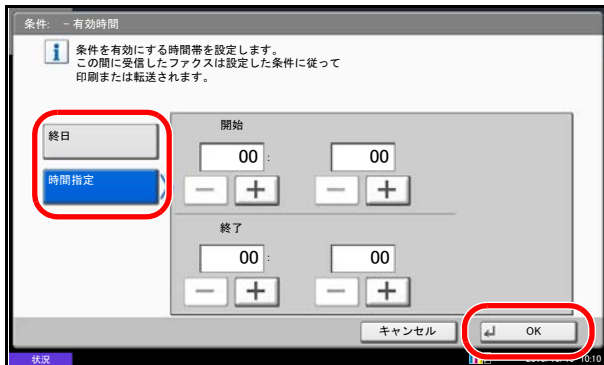 条件: - 有効時間
条件を有効にする時間帯を設定します。
この間に受信したファクスは設定した条件に従って
印刷または転送されます。
終日
時間指定
開始
00 : 00
終了
00 : 00
キャンセル
OK
状況
10:10